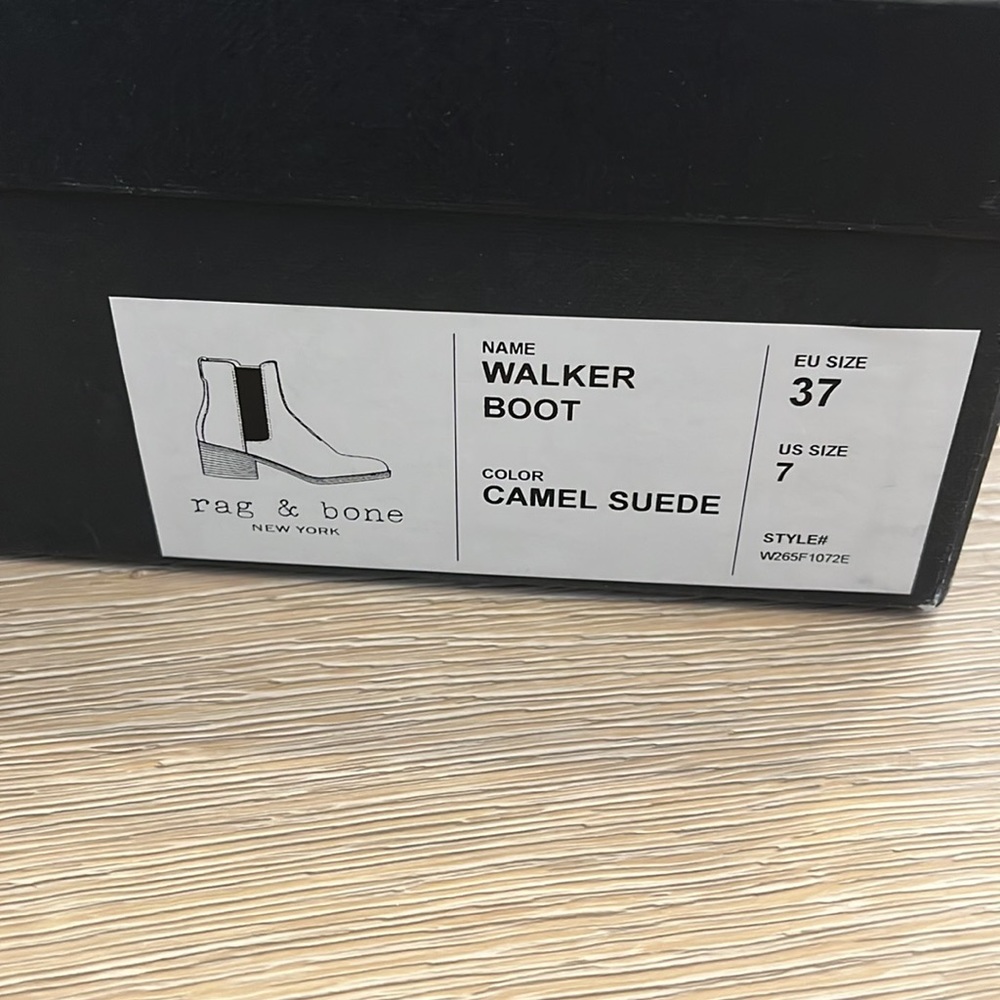 rag & bone
NEW YORK
NAME
WALKER
BOOT
COLOR
CAMEL SUEDE
EU SIZE
37
US SIZE
7
STYLE#
W265F1072E